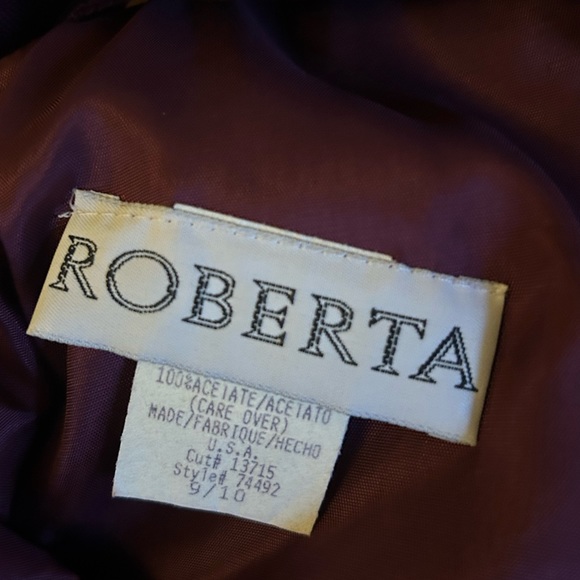 ROBERTA
100%ACETATE/ACETATO
(CARE OVER)
MADE/FABRIQUE/HECHO
U.S.A.
Cut# 13715
Style# 74492
9/10